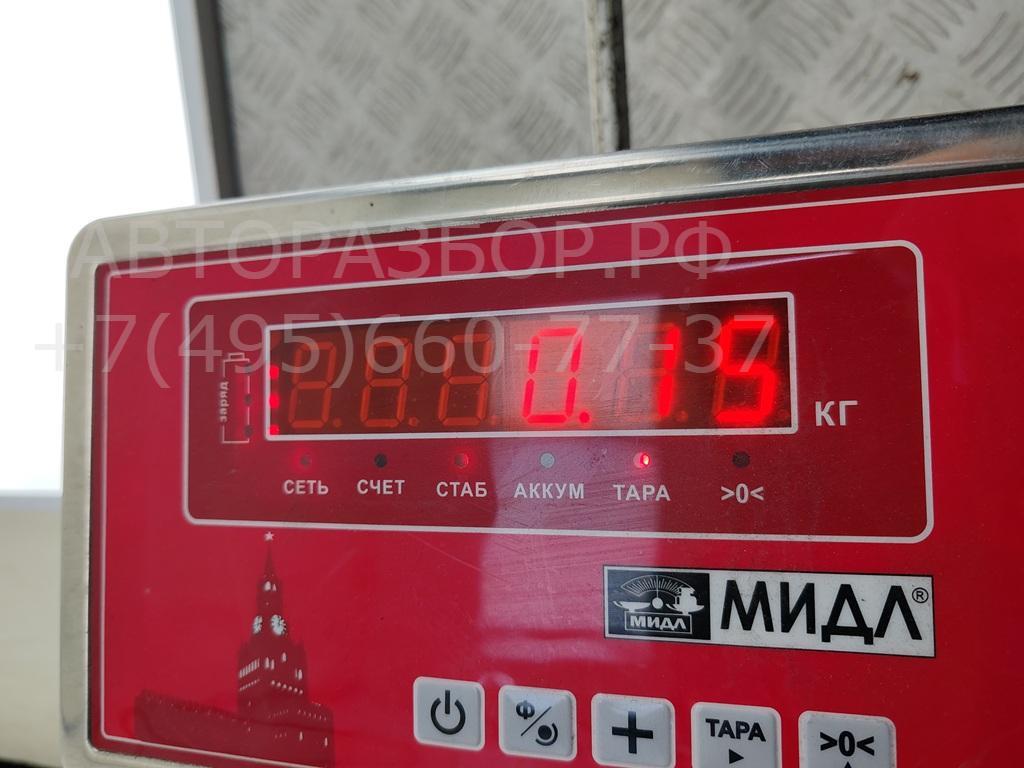 АВТОРАЗБОР.РФ
+7(495)660-77-37
заряд
0.15
КГ
СЕТЬ СЧЕТ СТАБ АККУМ ТАРА >0<
МИДЛ МИДЛ®
Ф
+
ТАРА
>0<